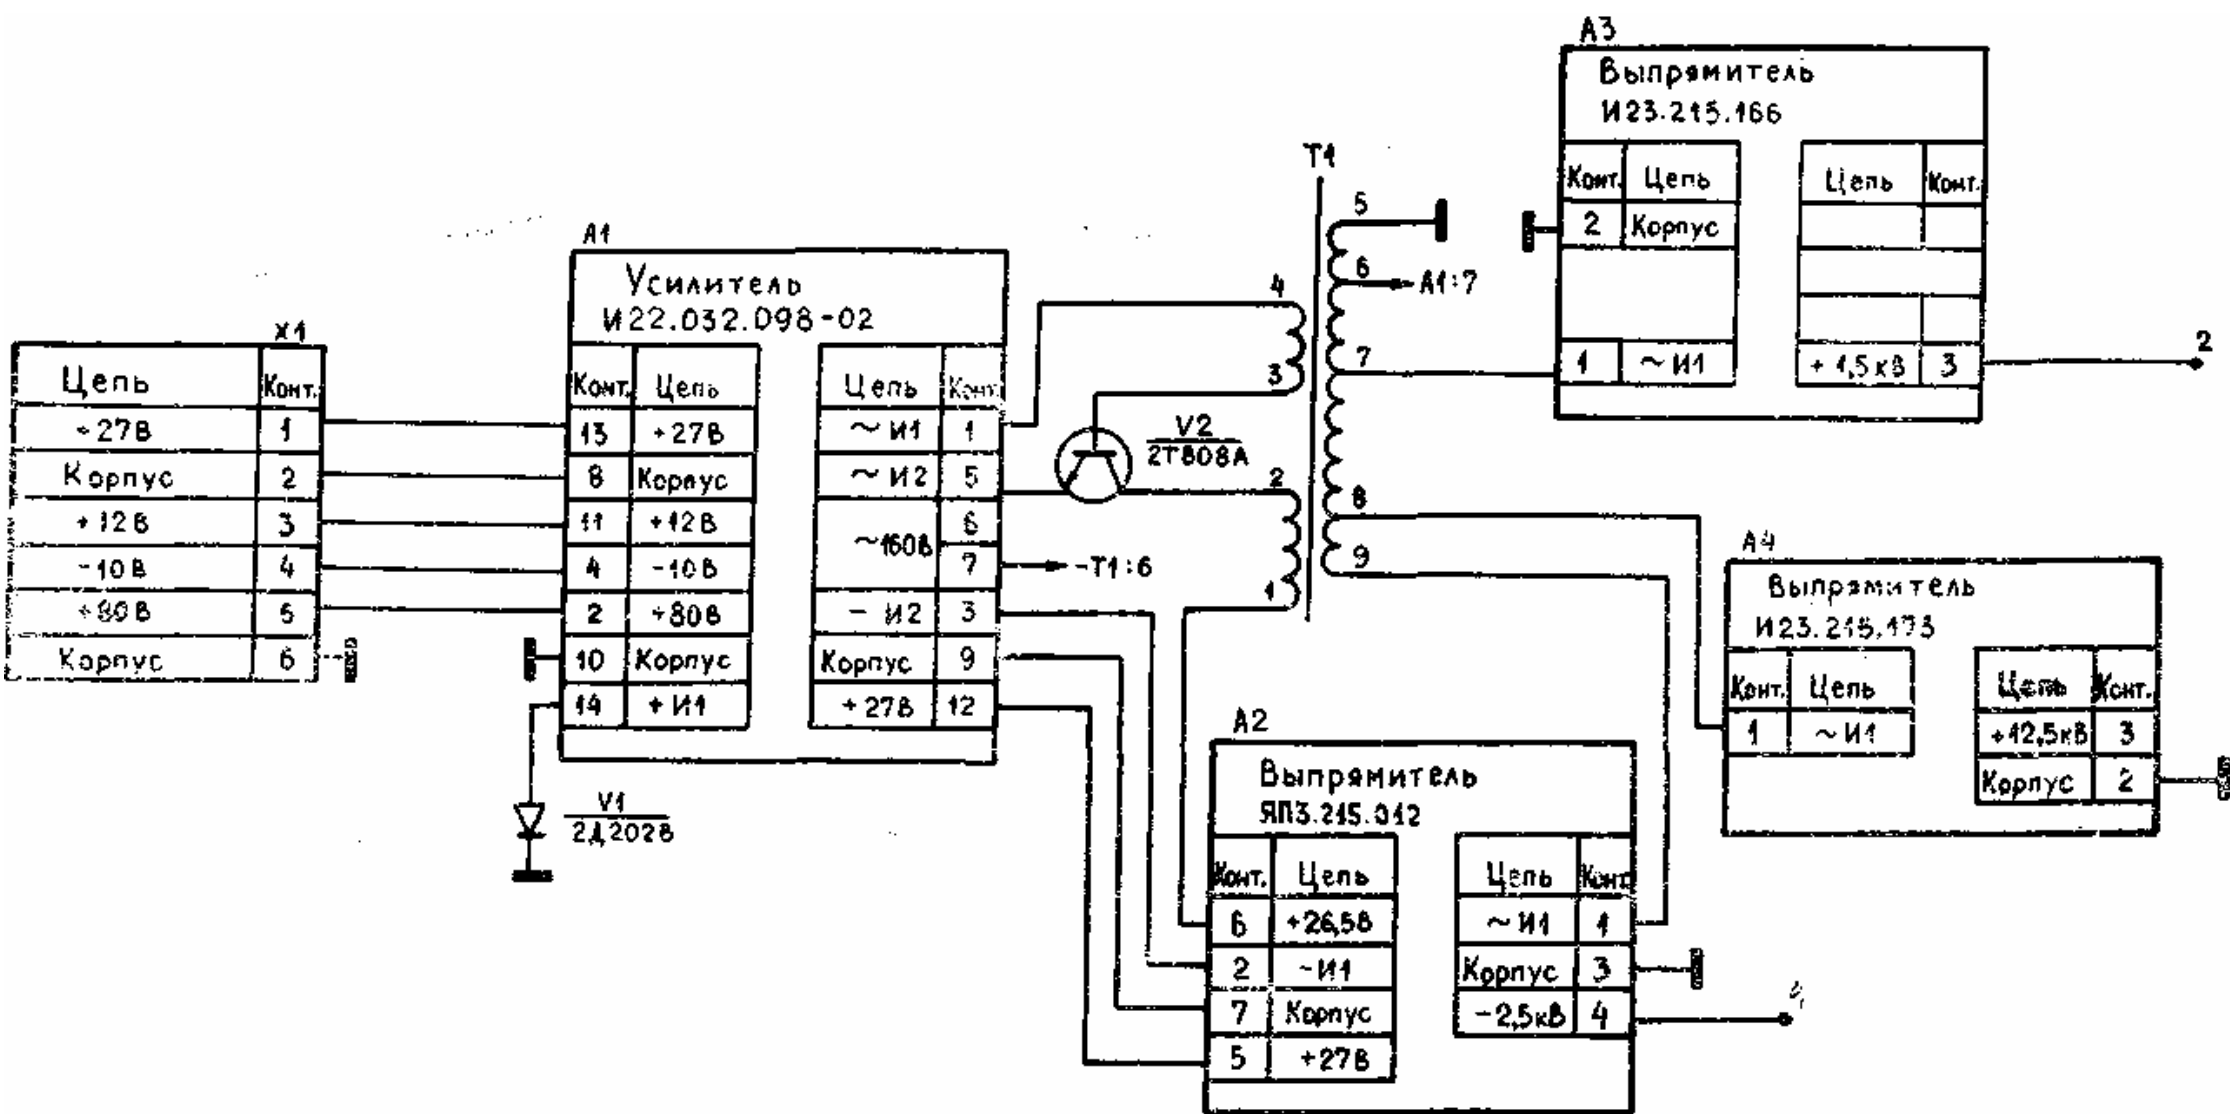 X1
Цепь Конт.
+27В 1
Корпус 2
+12В 3
-10В 4
+80В 5
Корпус 6
А1
Усилитель
И22.032.098-02
Конт. Цепь
13 +27В
8 Корпус
11 +12В
4 -10В
2 +80В
10 Корпус
14 +И1
Цепь Конт.
~И1 1
~И2 5
~160В 6
7
-И2 3
Корпус 9
+27В 12
-Т1:6
V1
2Д202В
V2
2Т808А
Т1
4
3
2
1
5
6
А1:7
7
8
9
А3
Выпрямитель
И23.215.166
Конт. Цепь
2 Корпус
1 ~И1
Цепь Конт.
+1,5кВ 3
2
А4
Выпрямитель
Конт. Цепь
1 ~И1
Цепь Конт.
+12,5кВ 3
Корпус 2
А2
Выпрямитель
ЯП3.215.012
Конт. Цепь
6 +26,5В
2 -И1
7 Корпус
5 +27В
Цепь Конт
~И1 1
Корпус 3
-2,5кВ 4